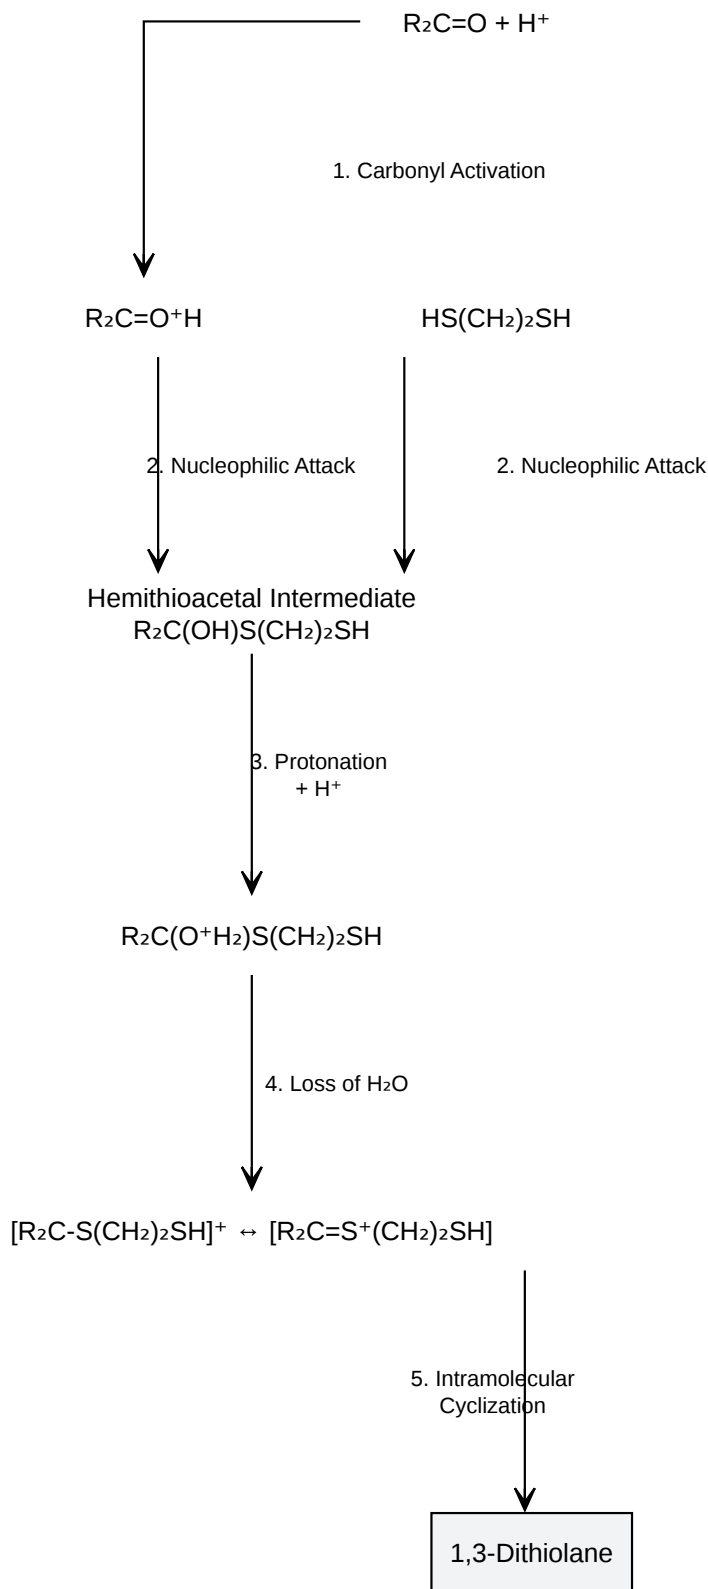 R₂C=O + H⁺
1. Carbonyl Activation
R₂C=O⁺H
HS(CH₂)₂SH
2. Nucleophilic Attack
2. Nucleophilic Attack
Hemithioacetal Intermediate
R₂C(OH)S(CH₂)₂SH
3. Protonation
+ H⁺
R₂C(O⁺H₂)S(CH₂)₂SH
4. Loss of H₂O
[R₂C-S(CH₂)₂SH]⁺ ↔ [R₂C=S⁺(CH₂)₂SH]
5. Intramolecular
Cyclization
1,3-Dithiolane